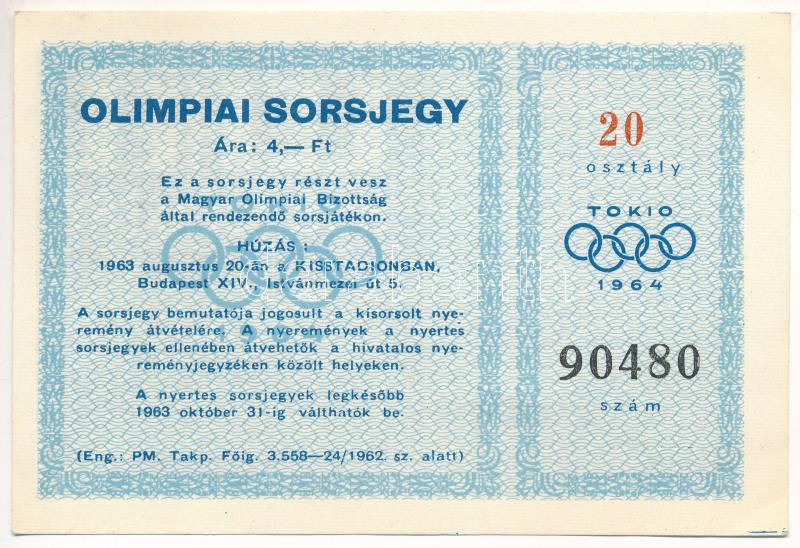 OLIMPIAI SORSJEGY
Ára: 4,— Ft
Ez a sorsjegy részt vesz
a Magyar Olimpiai Bizottság
által rendezendő sorsjátékon.
HÚZÁS:
1963 augusztus 20-án a KISSTADIONBAN,
Budapest XIV., Istvánmezei út 5.
A sorsjegy bemutatója jogosult a kisorsolt nye-
remény átvételére. A nyeremények a nyertes
sorsjegyek ellenében átvehetők a hivatalos nye-
reményjegyzéken közölt helyeken.
A nyertes sorsjegyek legkésőbb
1963 október 31-ig válthatók be.
(Eng.: PM. Takp. Főig. 3.558—24/1962. sz. alatt)
20
osztály
TOKIO
1964
90480
szám